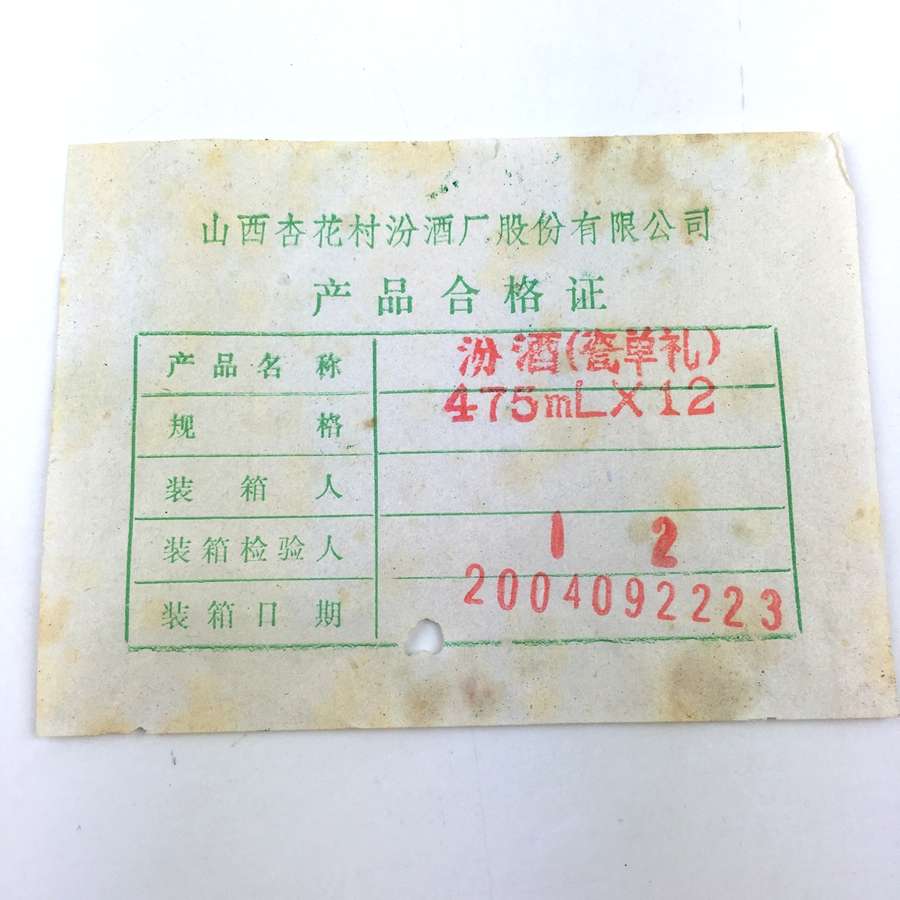 山西杏花村汾酒厂股份有限公司
产品合格证
产品名称 汾酒(瓷单礼)
规格 475mL×12
装箱人
装箱检验人 1 2
装箱日期 2004092223